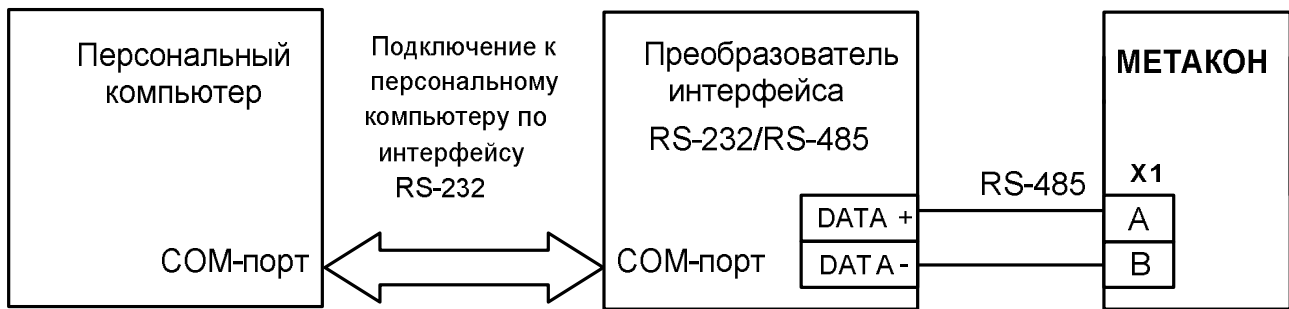 Персональный
компьютер
COM-порт
Подключение к
персональному
компьютеру по
интерфейсу
RS-232
Преобразователь
интерфейса
RS-232/RS-485
DATA +
COM-порт
DATA -
RS-485
МЕТАКОН
X1
A
B